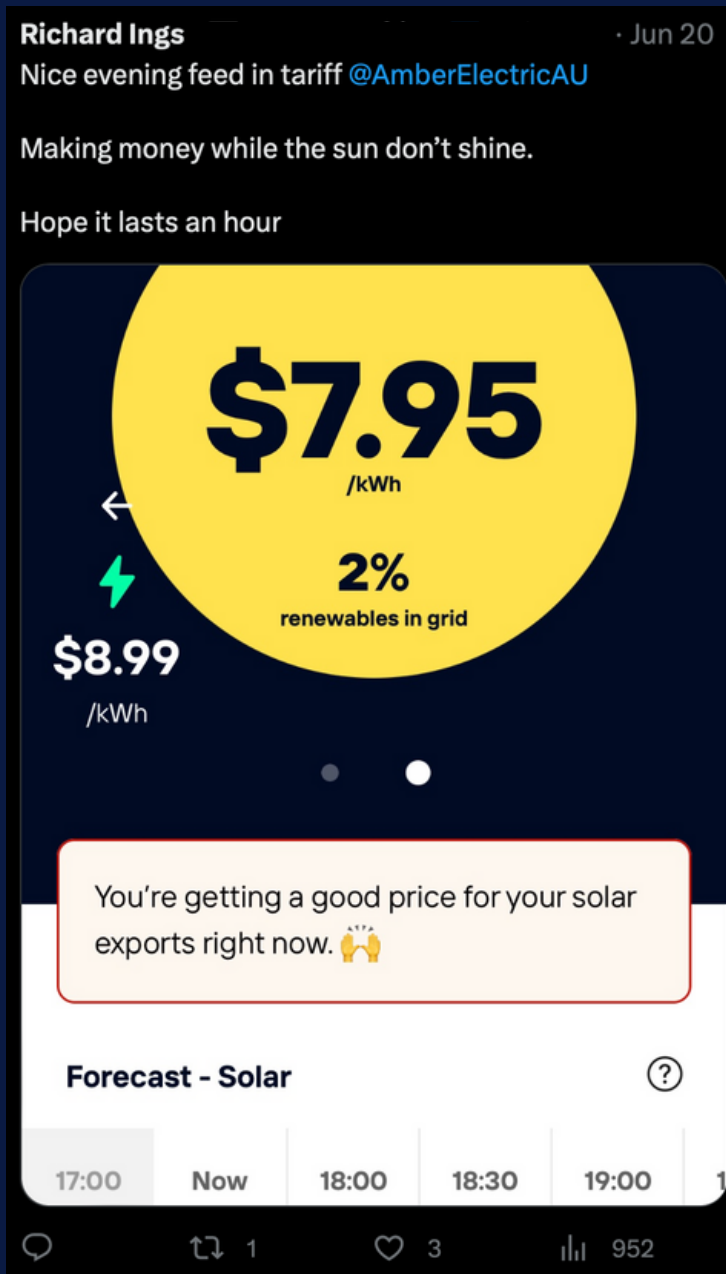 Richard Ings · Jun 20
Nice evening feed in tariff @AmberElectricAU
Making money while the sun don’t shine.
Hope it lasts an hour
$7.95
/kWh
2%
renewables in grid
$8.99
/kWh
You’re getting a good price for your solar
exports right now. 🙌
Forecast - Solar ?
17:00 Now 18:00 18:30 19:00
1 3 952